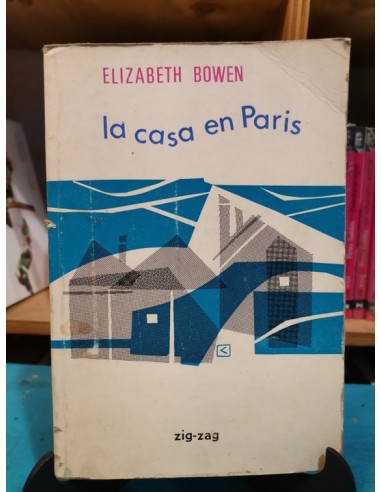 ELIZABETH BOWEN
la casa en Paris
zig-zag